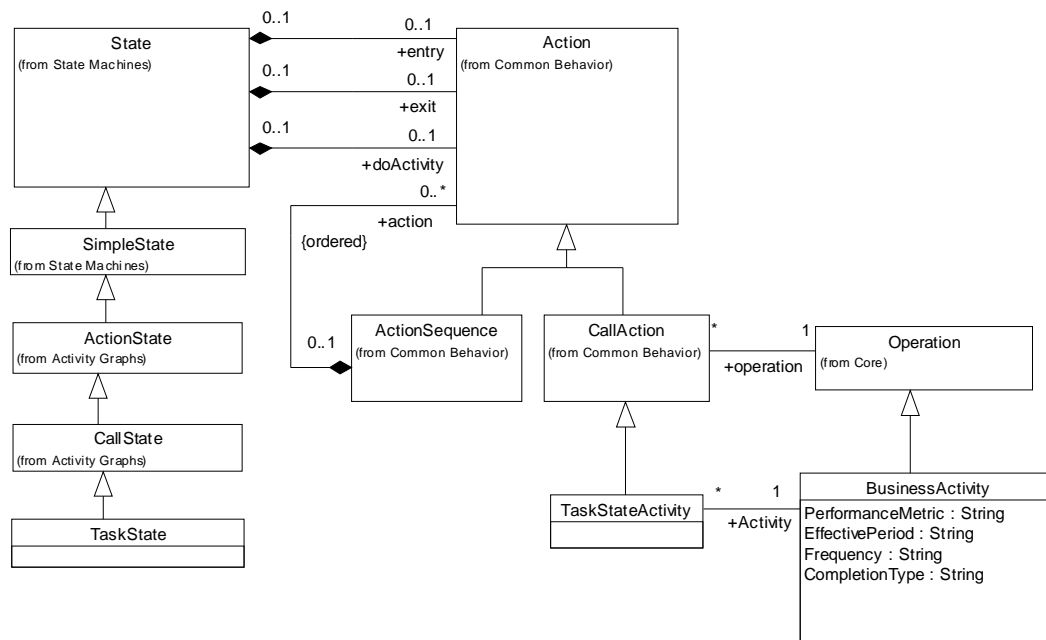 State
(from State Machines)
0..1
0..1
+entry
0..1
0..1
+exit
0..1
0..1
+doActivity
Action
(from Common Behavior)
0..*
+action
{ordered}
SimpleState
(from State Machines)
ActionState
(from Activity Graphs)
CallState
(from Activity Graphs)
TaskState
0..1
ActionSequence
(from Common Behavior)
CallAction
(from Common Behavior)
*
1
+operation
Operation
(from Core)
TaskStateActivity
*
1
+Activity
BusinessActivity
PerformanceMetric : String
EffectivePeriod : String
Frequency : String
CompletionType : String